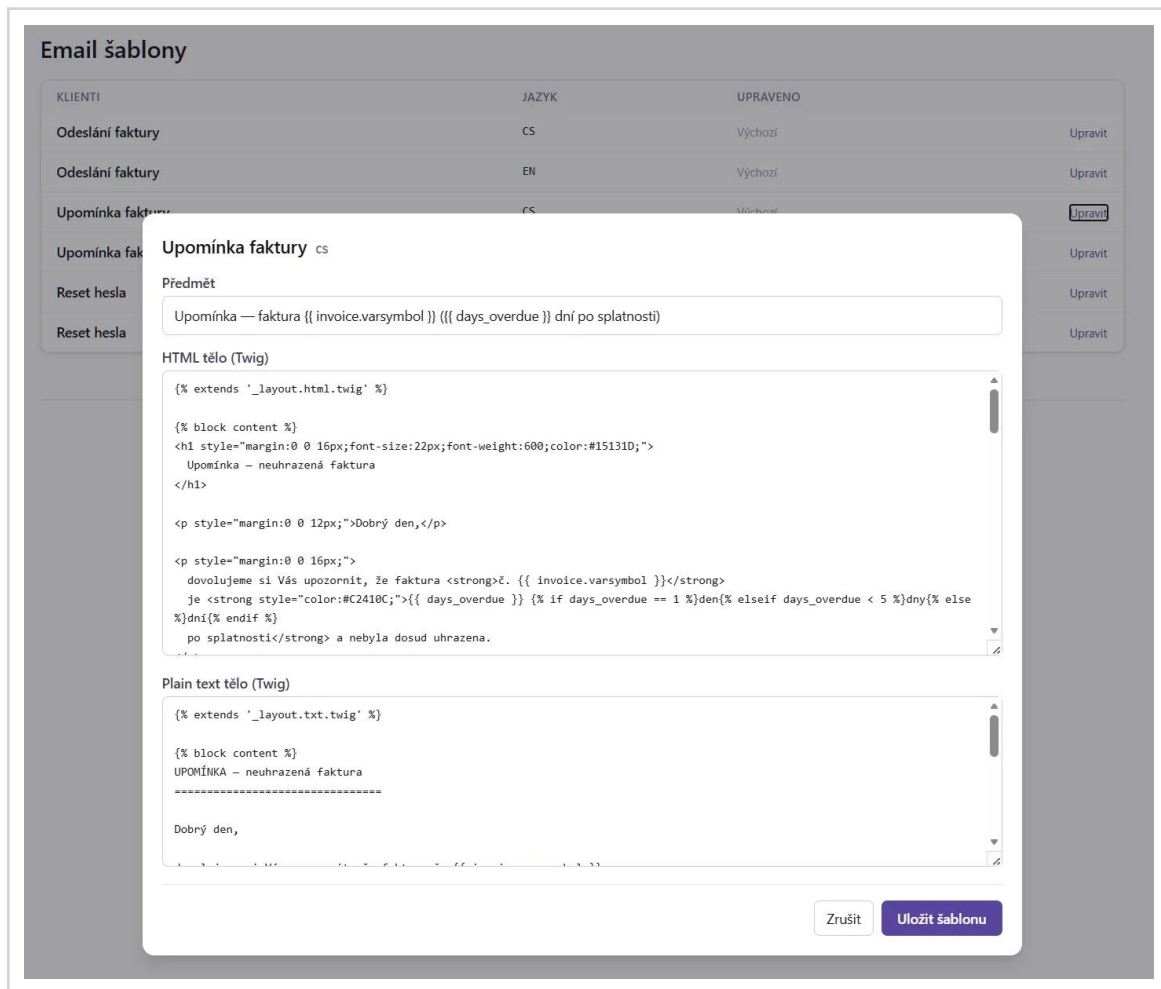 Email šablony
KLIENTI JAZYK UPRAVENO
Odeslání faktury CS Výchozí Upravit
Odeslání faktury EN Výchozí Upravit
Upomínka faktury CS Výchozí Upravit
Upomínka fak Upravit
Reset hesla Upravit
Reset hesla Upravit
Upomínka faktury cs
Předmět
Upomínka — faktura {{ invoice.varsymbol }} ({{ days_overdue }} dní po splatnosti)
HTML tělo (Twig)
{% extends '_layout.html.twig' %}
{% block content %}
<h1 style="margin:0 0 16px;font-size:22px;font-weight:600;color:#15131D;">
Upomínka — neuhrazená faktura
</h1>
<p style="margin:0 0 12px;">Dobrý den,</p>
<p style="margin:0 0 16px;">
dovolujeme si Vás upozornit, že faktura <strong>č. {{ invoice.varsymbol }}</strong>
je <strong style="color:#C2410C;">{{ days_overdue }} {% if days_overdue == 1 %}den{% elseif days_overdue < 5 %}dny{% else
%}dní{% endif %}
po splatnosti</strong> a nebyla dosud uhrazena.
Plain text tělo (Twig)
{% extends '_layout.txt.twig' %}
{% block content %}
UPOMÍNKA — neuhrazená faktura
================================
Dobrý den,
Zrušit Uložit šablonu